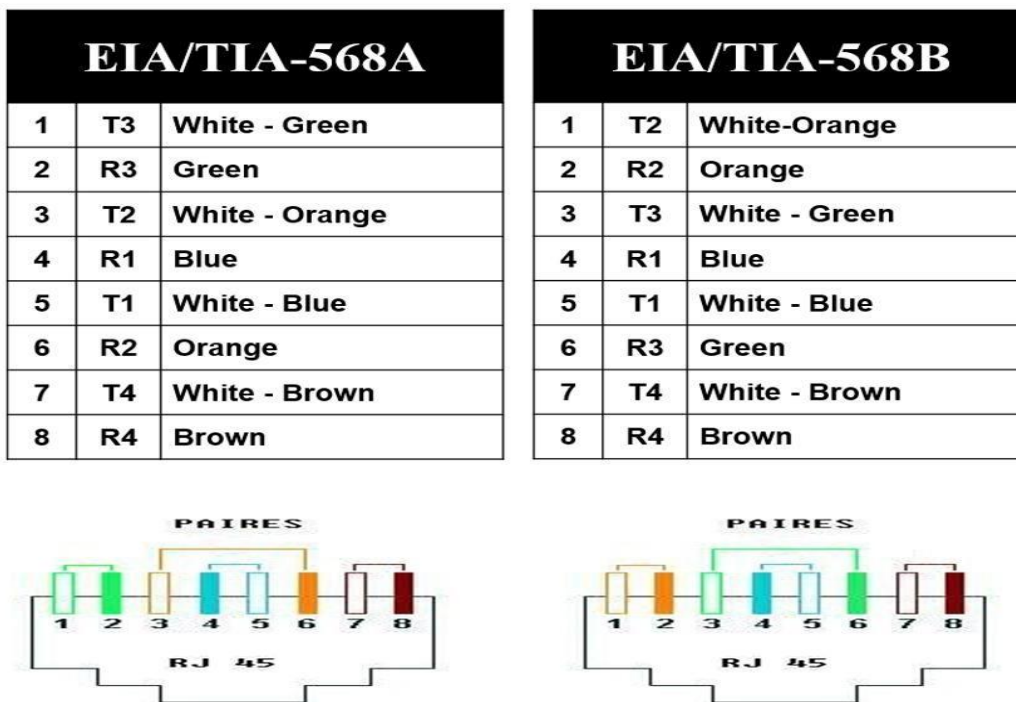 EIA/TIA-568A
1 T3 White - Green
2 R3 Green
3 T2 White - Orange
4 R1 Blue
5 T1 White - Blue
6 R2 Orange
7 T4 White - Brown
8 R4 Brown
EIA/TIA-568B
1 T2 White-Orange
2 R2 Orange
3 T3 White - Green
4 R1 Blue
5 T1 White - Blue
6 R3 Green
7 T4 White - Brown
8 R4 Brown
PAIRES
1 2 3 4 5 6 7 8
RJ 45
PAIRES
1 2 3 4 5 6 7 8
RJ 45